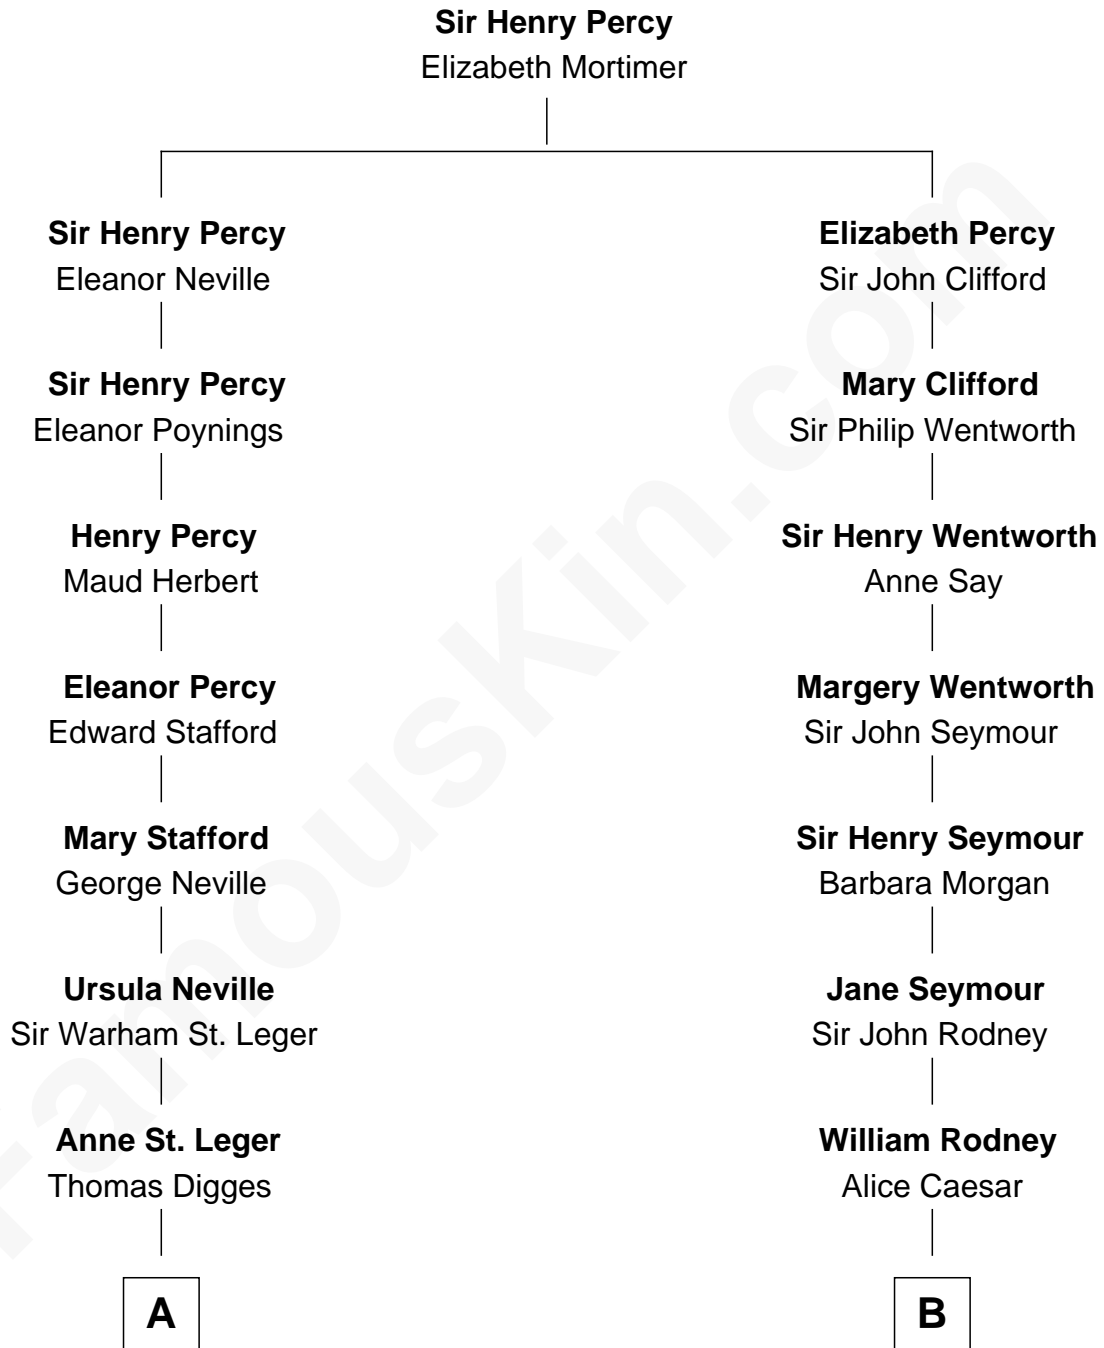 Sir Henry Percy
Elizabeth Mortimer
Sir Henry Percy
Eleanor Neville
Sir Henry Percy
Eleanor Poynings
Henry Percy
Maud Herbert
Eleanor Percy
Edward Stafford
Mary Stafford
George Neville
Ursula Neville
Sir Warham St. Leger
Anne St. Leger
Thomas Digges
A
Elizabeth Percy
Sir John Clifford
Mary Clifford
Sir Philip Wentworth
Sir Henry Wentworth
Anne Say
Margery Wentworth
Sir John Seymour
Sir Henry Seymour
Barbara Morgan
Jane Seymour
Sir John Rodney
William Rodney
Alice Caesar
B
FamousKin.com